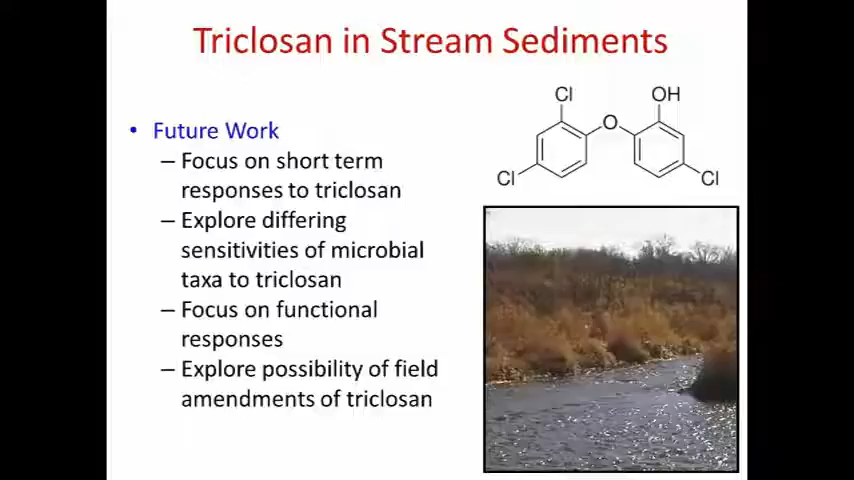 Triclosan in Stream Sediments
• Future Work
– Focus on short term
responses to triclosan
– Explore differing
sensitivities of microbial
taxa to triclosan
– Focus on functional
responses
– Explore possibility of field
amendments of triclosan
Cl
OH
O
Cl
Cl